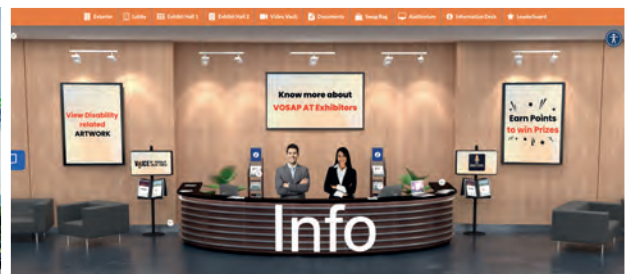 Exterior Lobby Exhibit Hall 1 Exhibit Hall 2 Video Vault Documents Swag Bag Auditorium Information Desk Leaderboard
Know more about
VOSAP AT Exhibitors
View Disability
related
ARTWORK
Earn Points
to win Prizes
Info